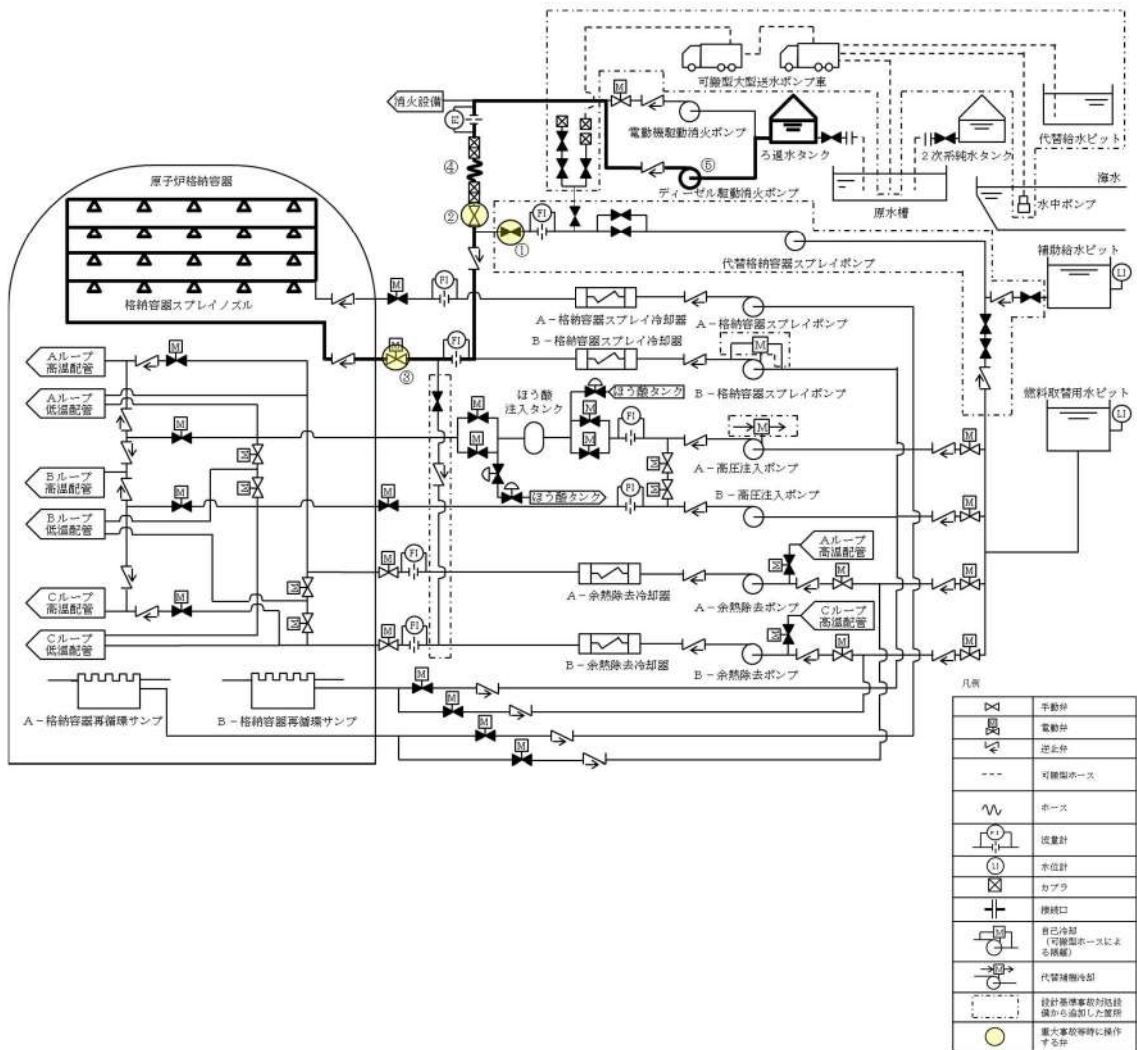 可搬型大型送水ポンプ車
消火設備
FI
M
電動機駆動消火ポンプ
ろ過水タンク
2次系純水タンク
代替給水ピット
④
⑤
ディーゼル駆動消火ポンプ
海水
原水槽
水中ポンプ
原子炉格納容器
②
①
FI
代替格納容器スプレイポンプ
補助給水ピット
LI
格納容器スプレイノズル
M
FI
A-格納容器スプレイ冷却器
A-格納容器スプレイポンプ
B-格納容器スプレイ冷却器
M
FI
M
③
B-格納容器スプレイポンプ
Aループ
高温配管
M
Aループ
低温配管
ほう酸
注入タンク
ほう酸タンク
燃料取替用水ピット
LI
M
M
M
M
M
FI
M
M
A-高圧注入ポンプ
M
M
Bループ
高温配管
M
M
M
M
ほう酸タンク
FI
M
B-高圧注入ポンプ
M
Bループ
低温配管
Aループ
高温配管
M
FI
M
M
M
Cループ
高温配管
M
M
A-余熱除去冷却器
A-余熱除去ポンプ
Cループ
高温配管
Cループ
低温配管
M
M
FI
M
M
M
B-余熱除去冷却器
B-余熱除去ポンプ
M
A-格納容器再循環サンプ
B-格納容器再循環サンプ
M
M
M
凡例
手動弁
M
電動弁
逆止弁
可搬型ホース
ホース
FI
流量計
LI
水位計
カプラ
接続口
M
自己冷却
(可搬型ホースによ
る隔離)
M
代替補機冷却
設計基準事故対処設
備から追加した箇所
重大事故等時に操作
する弁